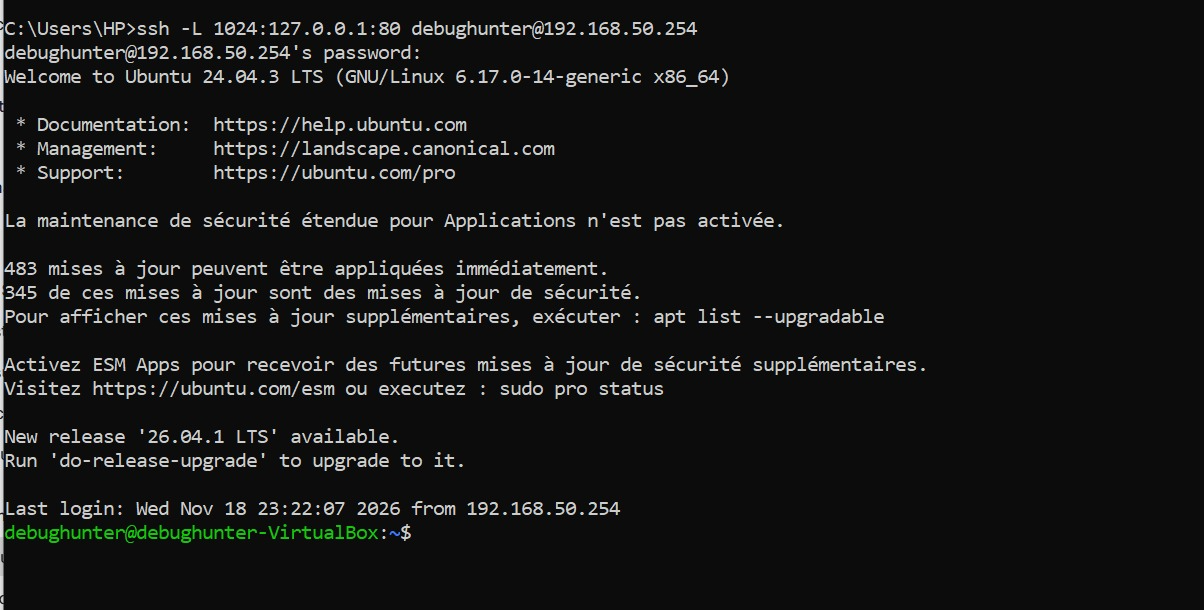 C:\Users\HP>ssh -L 1024:127.0.0.1:80 debughunter@192.168.50.254
debughunter@192.168.50.254's password:
Welcome to Ubuntu 24.04.3 LTS (GNU/Linux 6.17.0-14-generic x86_64)
* Documentation:  https://help.ubuntu.com
* Management:     https://landscape.canonical.com
* Support:        https://ubuntu.com/pro
La maintenance de sécurité étendue pour Applications n'est pas activée.
483 mises à jour peuvent être appliquées immédiatement.
345 de ces mises à jour sont des mises à jour de sécurité.
Pour afficher ces mises à jour supplémentaires, exécuter : apt list --upgradable
Activez ESM Apps pour recevoir des futures mises à jour de sécurité supplémentaires.
Visitez https://ubuntu.com/esm ou executez : sudo pro status
New release '26.04.1 LTS' available.
Run 'do-release-upgrade' to upgrade to it.
Last login: Wed Nov 18 23:22:07 2026 from 192.168.50.254
debughunter@debughunter-VirtualBox:~$